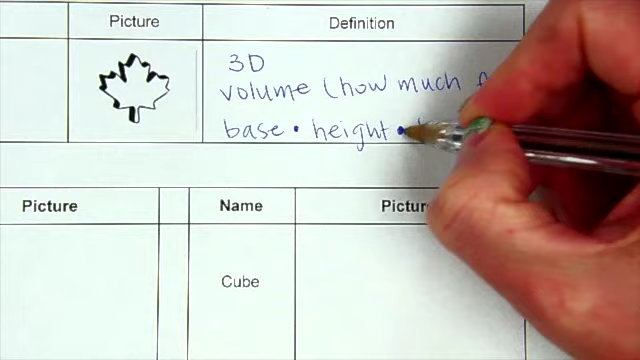 Picture Definition
3D
volume (how much
base • height •
Picture Name Pictur
Cube